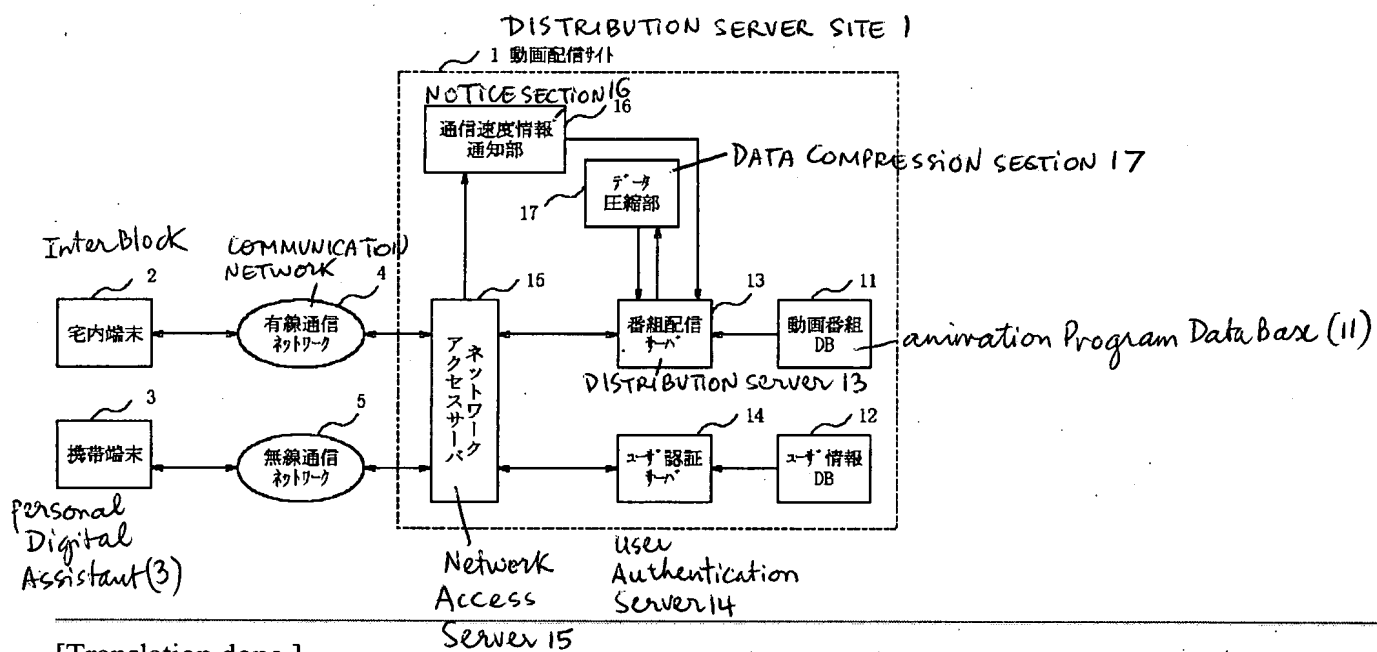 DISTRIBUTION SERVER SITE 1
1 動画配信サイト
NOTICE SECTION 16
16
通信速度情報
通知部
DATA COMPRESSION SECTION 17
データ
圧縮部
17
InterBlock
COMMUNICATION
NETWORK
2
4
15
13
11
宅内端末
有線通信
ネットワーク
ネットワーク
アクセスサーバ
番組配信
サーバ
動画番組
DB
animation Program DataBase (11)
DISTRIBUTION Server 13
3
5
14
12
携帯端末
無線通信
ネットワーク
ユーザ認証
サーバ
ユーザ情報
DB
Personal
Digital
Assistant (3)
Network
Access
Server 15
User
Authentication
Server 14
[Translation done.]